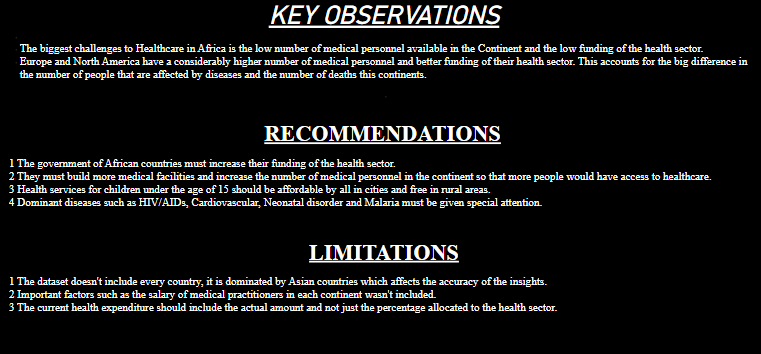 KEY OBSERVATIONS
The biggest challenges to Healthcare in Africa is the low number of medical personnel available in the Continent and the low funding of the health sector.
Europe and North America have a considerably higher number of medical personnel and better funding of their health sector. This accounts for the big difference in
the number of people that are affected by diseases and the number of deaths this continents.
RECOMMENDATIONS
1 The government of African countries must increase their funding of the health sector.
2 They must build more medical facilities and increase the number of medical personnel in the continent so that more people would have access to healthcare.
3 Health services for children under the age of 15 should be affordable by all in cities and free in rural areas.
4 Dominant diseases such as HIV/AIDs, Cardiovascular, Neonatal disorder and Malaria must be given special attention.
LIMITATIONS
1 The dataset doesn't include every country, it is dominated by Asian countries which affects the accuracy of the insights.
2 Important factors such as the salary of medical practitioners in each continent wasn't included.
3 The current health expenditure should include the actual amount and not just the percentage allocated to the health sector.